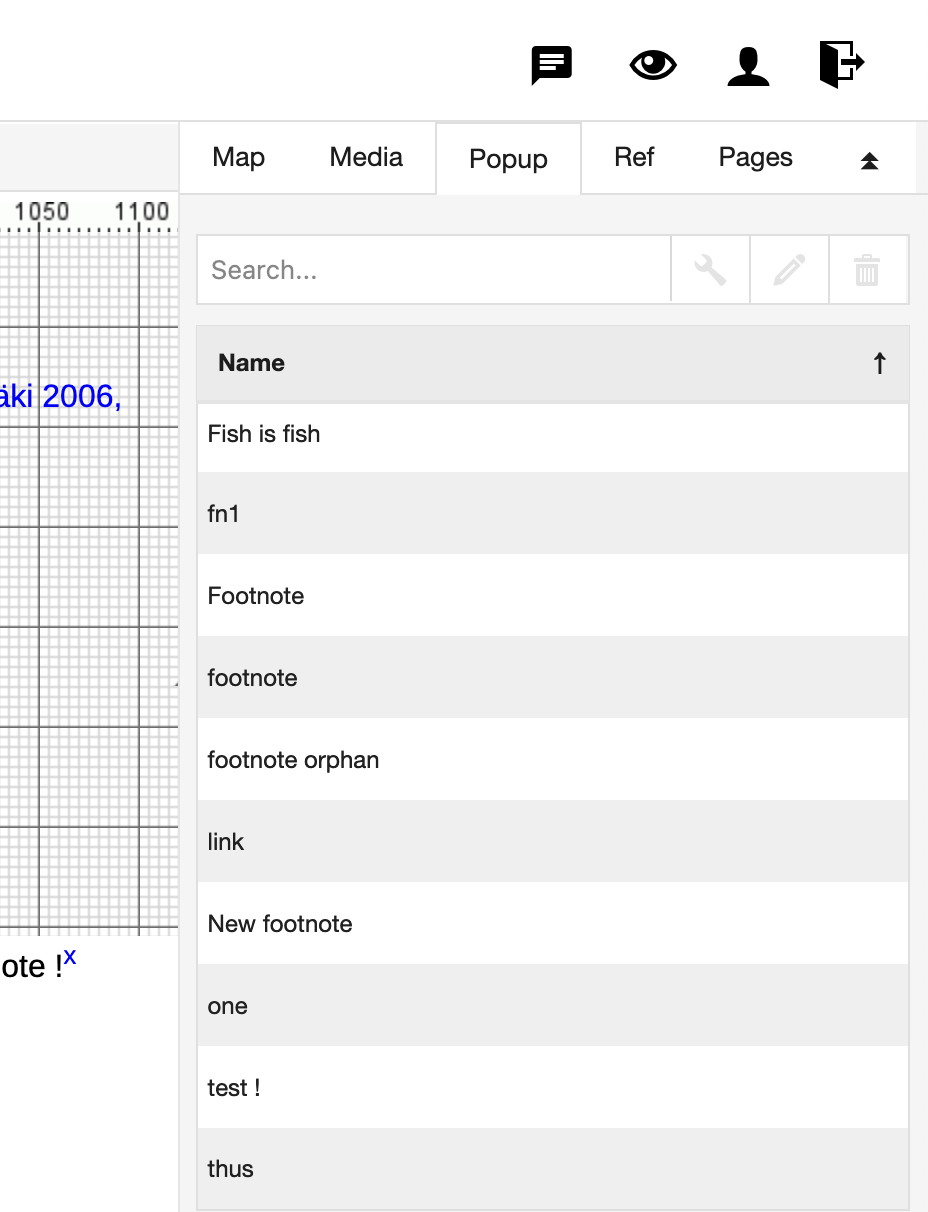 Map Media Popup Ref Pages
1050 1100
Search...
Name
äki 2006,
Fish is fish
fn1
Footnote
footnote
footnote orphan
link
New footnote
ote !x
one
test !
thus